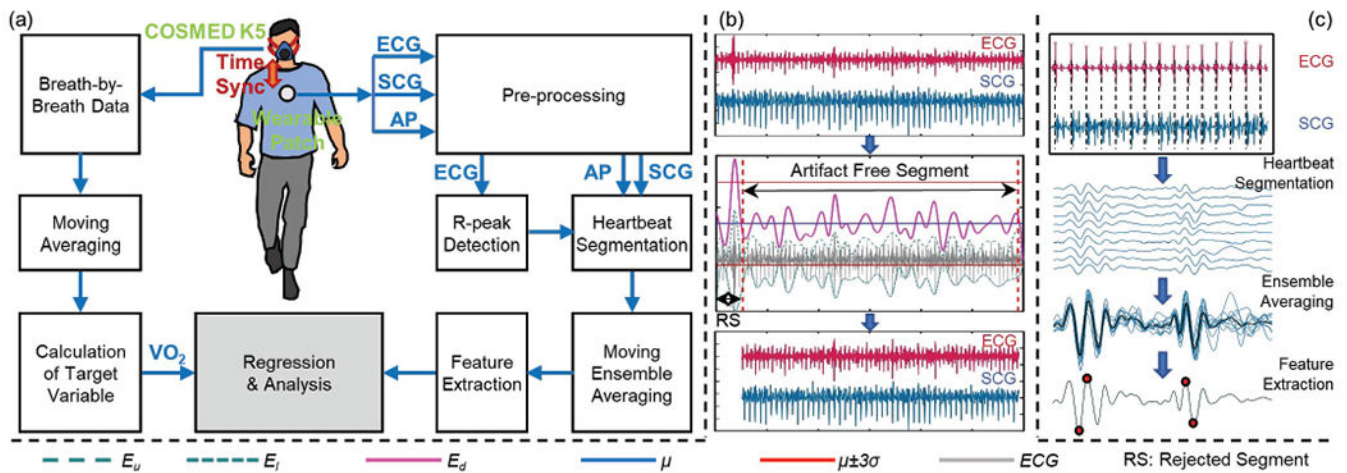 (a)
COSMED K5
Time
Sync
Wearable
Patch
Breath-by-
Breath Data
ECG
SCG
AP
Pre-processing
ECG
AP
SCG
Moving
Averaging
R-peak
Detection
Heartbeat
Segmentation
Calculation
of Target
Variable
VO₂
Regression
& Analysis
Feature
Extraction
Moving
Ensemble
Averaging
(b)
ECG
SCG
Artifact Free Segment
RS
ECG
SCG
(c)
ECG
SCG
Heartbeat
Segmentation
Ensemble
Averaging
Feature
Extraction
E_u E_l E_d μ μ±3σ ECG RS: Rejected Segment